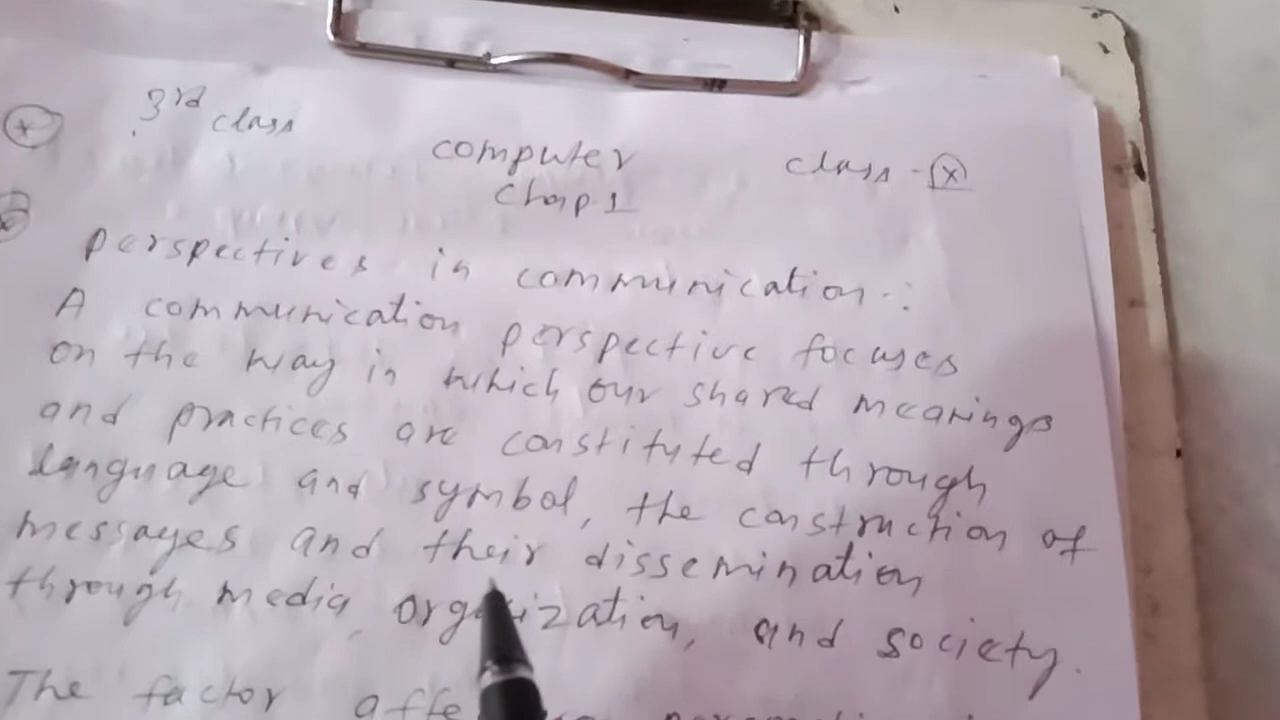 3rd class
computer class - X
Chap 1
perspectives in communication :
A communication perspective focuses
on the way in which our shared meanings
and practices are constituted through
language and symbol, the construction of
messages and their dissemination
through media, organization, and society.
The factor